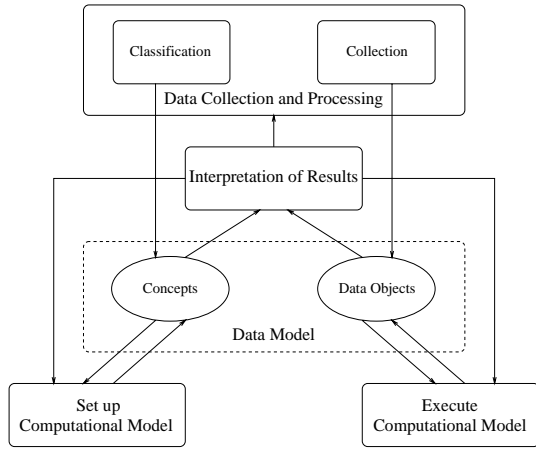 Classification
Collection
Data Collection and Processing
Interpretation of Results
Concepts
Data Objects
Data Model
Set up
Computational Model
Execute
Computational Model